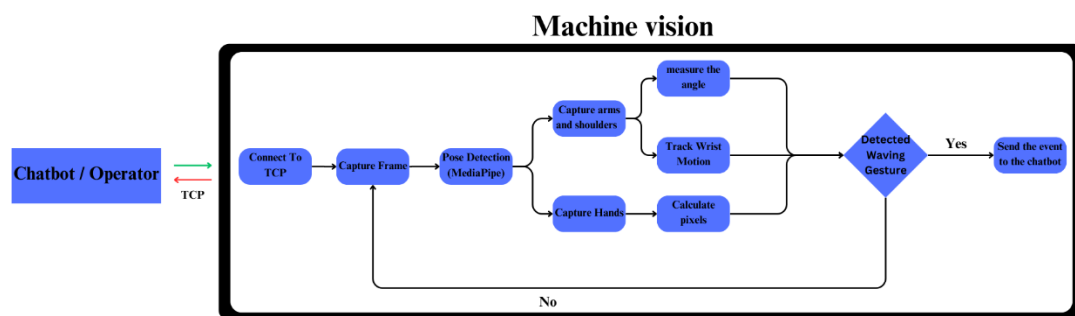 Machine vision
Chatbot / Operator
TCP
Connect To
TCP
Capture Frame
Pose Detection
(MediaPipe)
Capture arms
and shoulders
measure the
angle
Track Wrist
Motion
Capture Hands
Calculate
pixels
Detected
Waving
Gesture
Yes
Send the event
to the chatbot
No